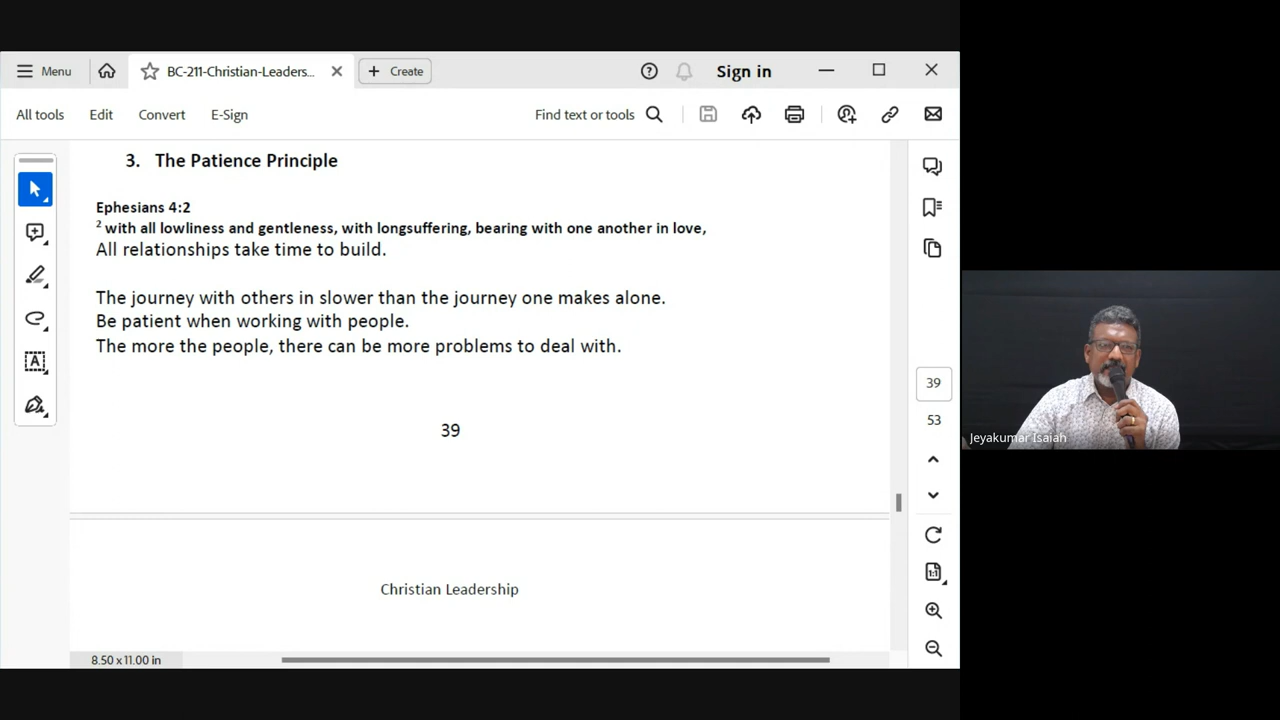 Menu
BC-211-Christian-Leaders...
Create
Sign in
All tools
Edit
Convert
E-Sign
Find text or tools
3. The Patience Principle
Ephesians 4:2
2 with all lowliness and gentleness, with longsuffering, bearing with one another in love,
All relationships take time to build.
The journey with others in slower than the journey one makes alone.
Be patient when working with people.
The more the people, there can be more problems to deal with.
39
39
53
Christian Leadership
8.50 x 11.00 in
Jeyakumar Isaiah